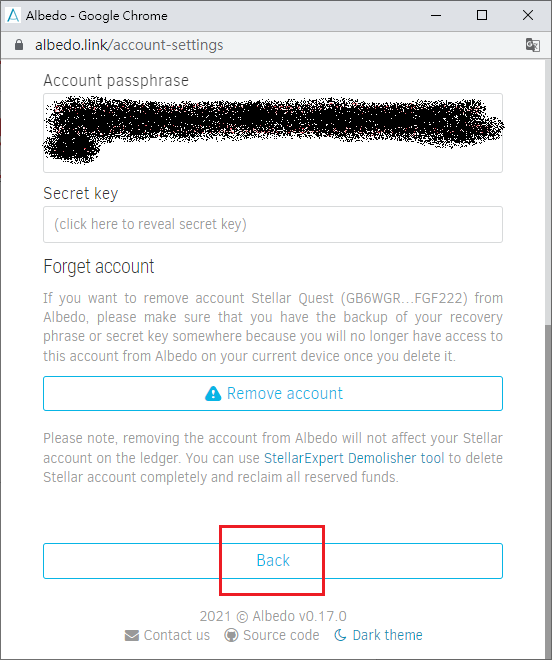 Albedo - Google Chrome
albedo.link/account-settings
Account passphrase
Secret key
(click here to reveal secret key)
Forget account
If you want to remove account Stellar Quest (GB6WGR...FGF222) from
Albedo, please make sure that you have the backup of your recovery
phrase or secret key somewhere because you will no longer have access to
this account from Albedo on your current device once you delete it.
Remove account
Please note, removing the account from Albedo will not affect your Stellar
account on the ledger. You can use StellarExpert Demolisher tool to delete
Stellar account completely and reclaim all reserved funds.
Back
2021 © Albedo v0.17.0
Contact us Source code Dark theme